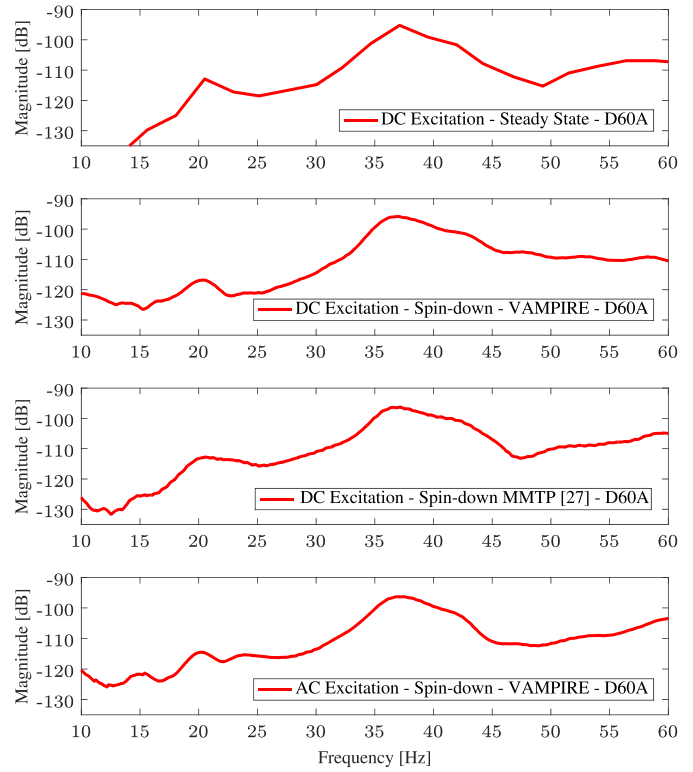 -90
-100
-110
-120
-130
Magnitude [dB]
DC Excitation - Steady State - D60A
10 15 20 25 30 35 40 45 50 55 60
-90
-100
-110
-120
-130
Magnitude [dB]
DC Excitation - Spin-down - VAMPIRE - D60A
10 15 20 25 30 35 40 45 50 55 60
-90
-100
-110
-120
-130
Magnitude [dB]
DC Excitation - Spin-down MMTP [27] - D60A
10 15 20 25 30 35 40 45 50 55 60
-90
-100
-110
-120
-130
Magnitude [dB]
AC Excitation - Spin-down - VAMPIRE - D60A
10 15 20 25 30 35 40 45 50 55 60
Frequency [Hz]